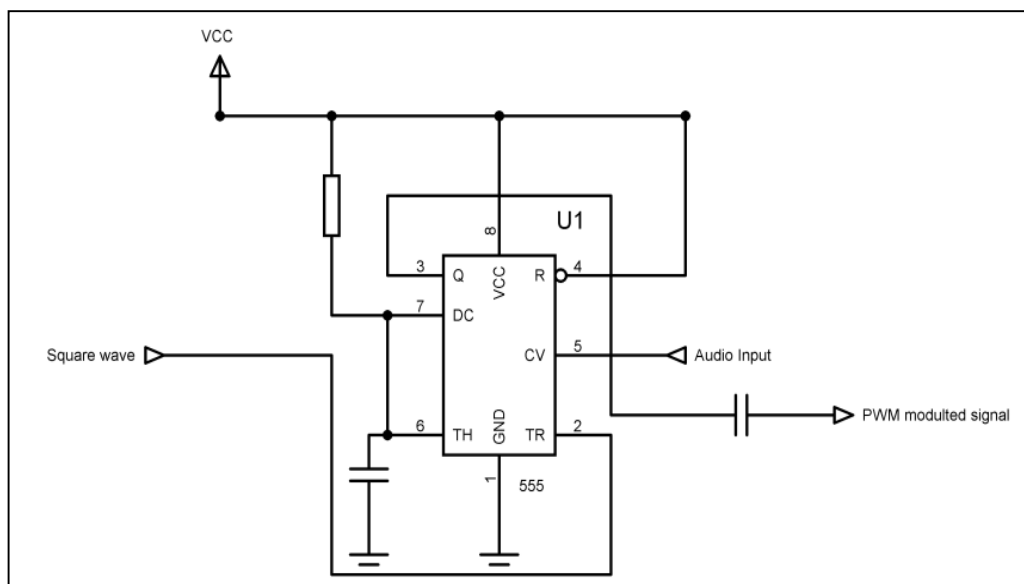 VCC
U1
8
3
Q
VCC
R
4
7
DC
Square wave
CV
5
Audio Input
PWM modulted signal
6
TH
GND
TR
2
1
555